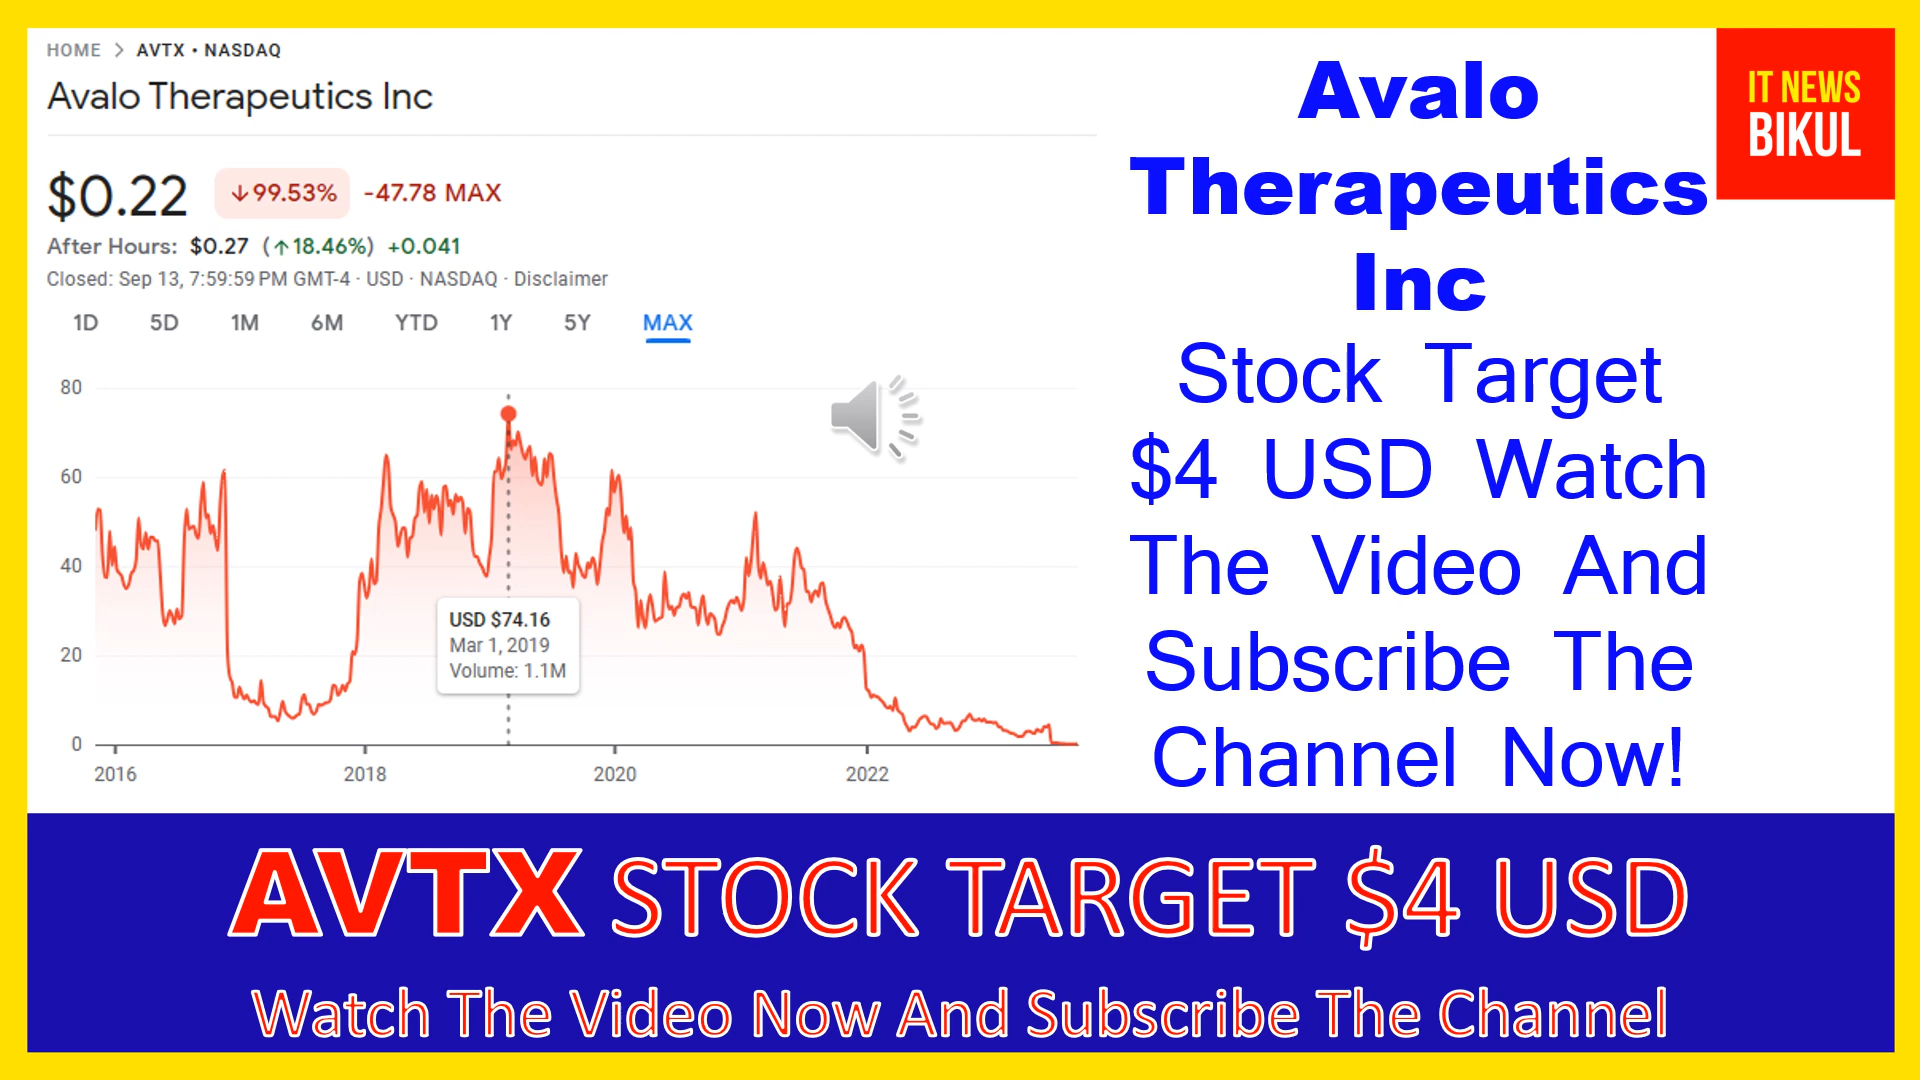 HOME > AVTX • NASDAQ
Avalo Therapeutics Inc
$0.22 ↓99.53% -47.78 MAX
After Hours: $0.27 (↑18.46%) +0.041
Closed: Sep 13, 7:59:59 PM GMT-4 · USD · NASDAQ · Disclaimer
1D 5D 1M 6M YTD 1Y 5Y MAX
80
60
40
20
0
USD $74.16
Mar 1, 2019
Volume: 1.1M
2016 2018 2020 2022
Avalo
Therapeutics
Inc
Stock Target
$4 USD Watch
The Video And
Subscribe The
Channel Now!
IT NEWS
BIKUL
AVTX STOCK TARGET $4 USD
Watch The Video Now And Subscribe The Channel